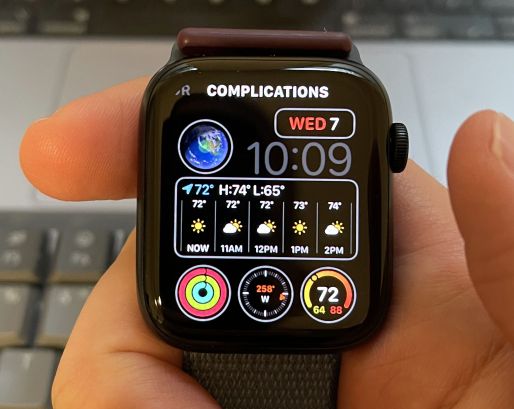 R COMPLICATIONS
WED 7
10:09
72° H:74° L:65°
72° 72° 72° 73° 74°
NOW 11AM 12PM 1PM 2PM
258°
W
72
64 88